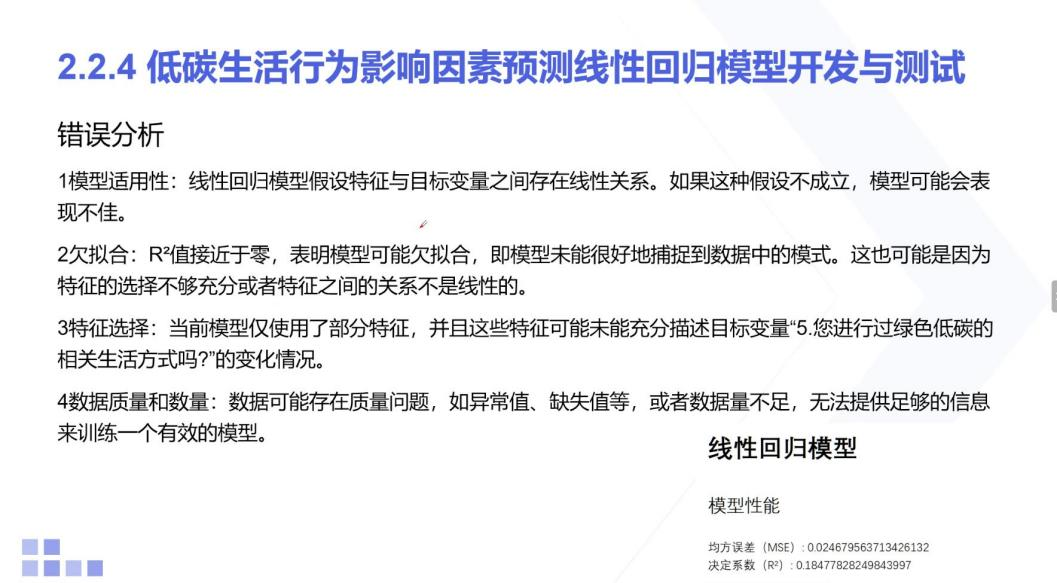 2.2.4 低碳生活行为影响因素预测线性回归模型开发与测试
错误分析
1模型适用性：线性回归模型假设特征与目标变量之间存在线性关系。如果这种假设不成立，模型可能会表
现不佳。
2欠拟合：R²值接近于零，表明模型可能欠拟合，即模型未能很好地捕捉到数据中的模式。这也可能是因为
特征的选择不够充分或者特征之间的关系不是线性的。
3特征选择：当前模型仅使用了部分特征，并且这些特征可能未能充分描述目标变量“5.您进行过绿色低碳的
相关生活方式吗?”的变化情况。
4数据质量和数量：数据可能存在质量问题，如异常值、缺失值等，或者数据量不足，无法提供足够的信息
来训练一个有效的模型。
线性回归模型
模型性能
均方误差（MSE）: 0.024679563713426132
决定系数（R²）: 0.18477828249843997